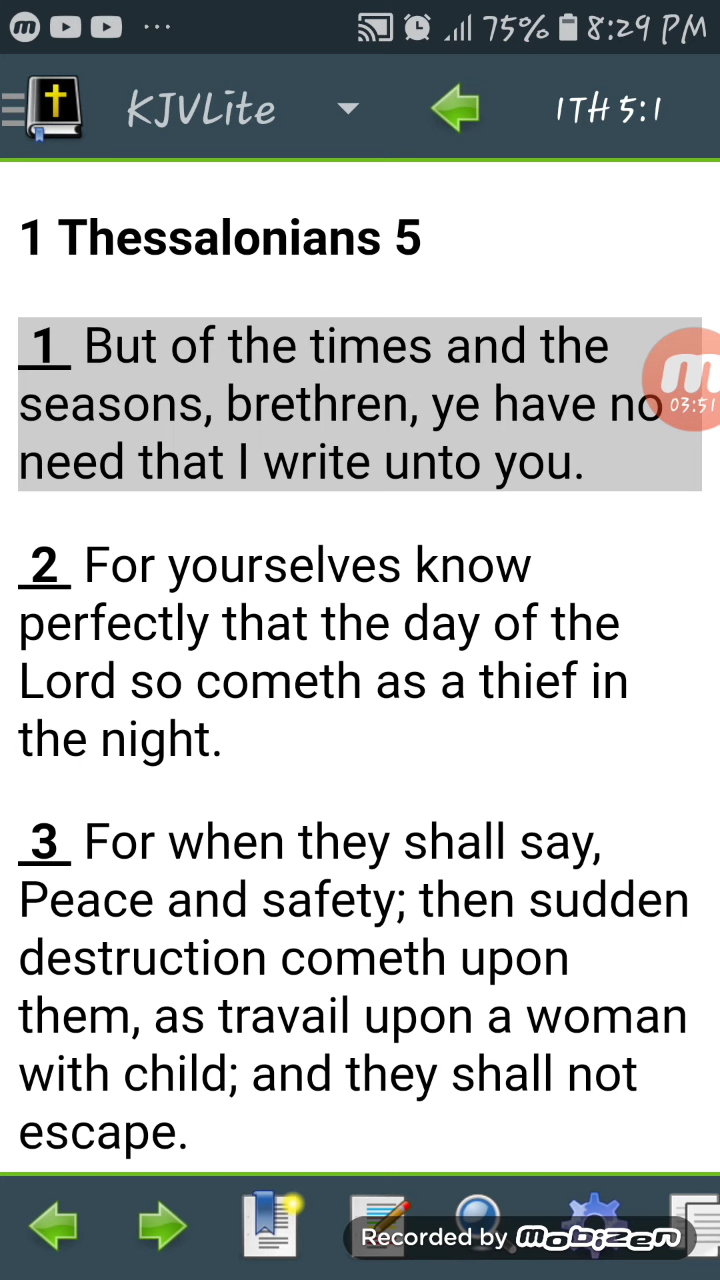 75% 8:29 PM
KJVLite 1TH 5:1
1 Thessalonians 5
1 But of the times and the
seasons, brethren, ye have no
need that I write unto you.
m
03:51
2 For yourselves know
perfectly that the day of the
Lord so cometh as a thief in
the night.
3 For when they shall say,
Peace and safety; then sudden
destruction cometh upon
them, as travail upon a woman
with child; and they shall not
escape.
Recorded by mobizen